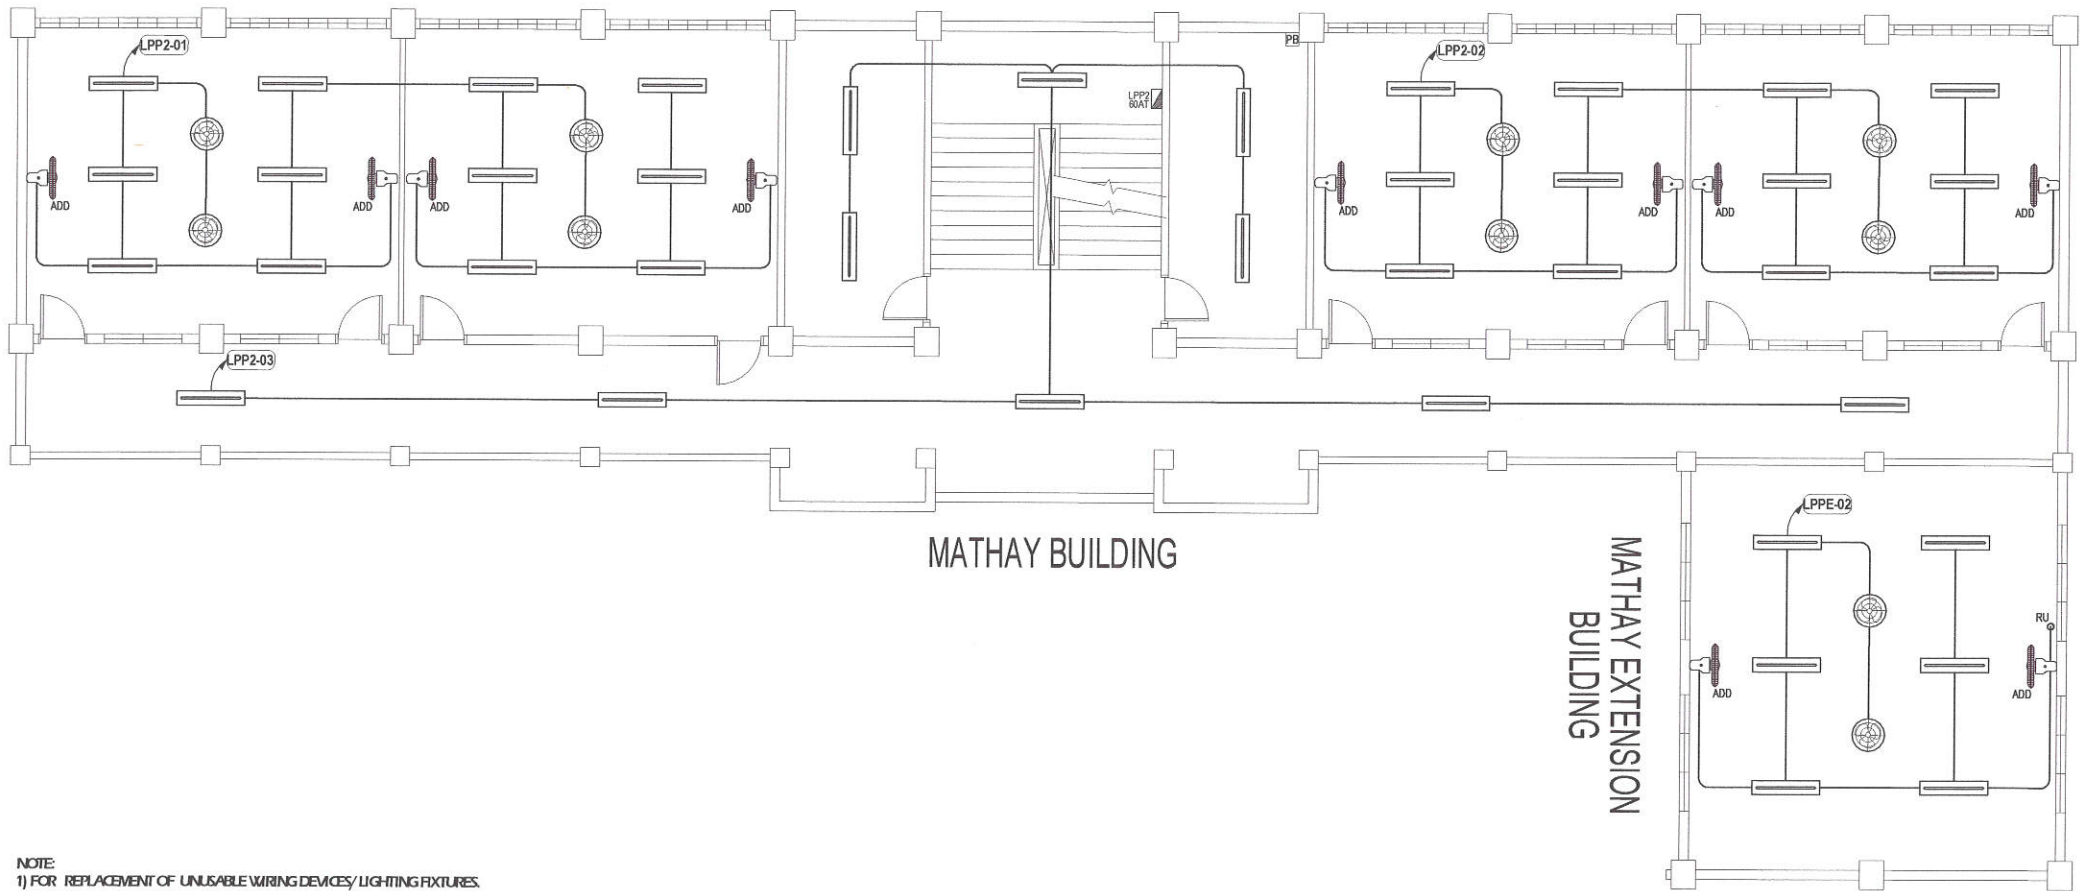 LPP2-01
LPP2-02
PB
LPP2
60AT
ADD
ADD
ADD
ADD
ADD
ADD
ADD
ADD
LPP2-03
LPPE-02
MATHAY BUILDING
MATHAY EXTENSION
BUILDING
RU
ADD
ADD
NOTE:
1) FOR REPLACEMENT OF UNUSABLE WIRING DEVICES/ LIGHTING FIXTURES.